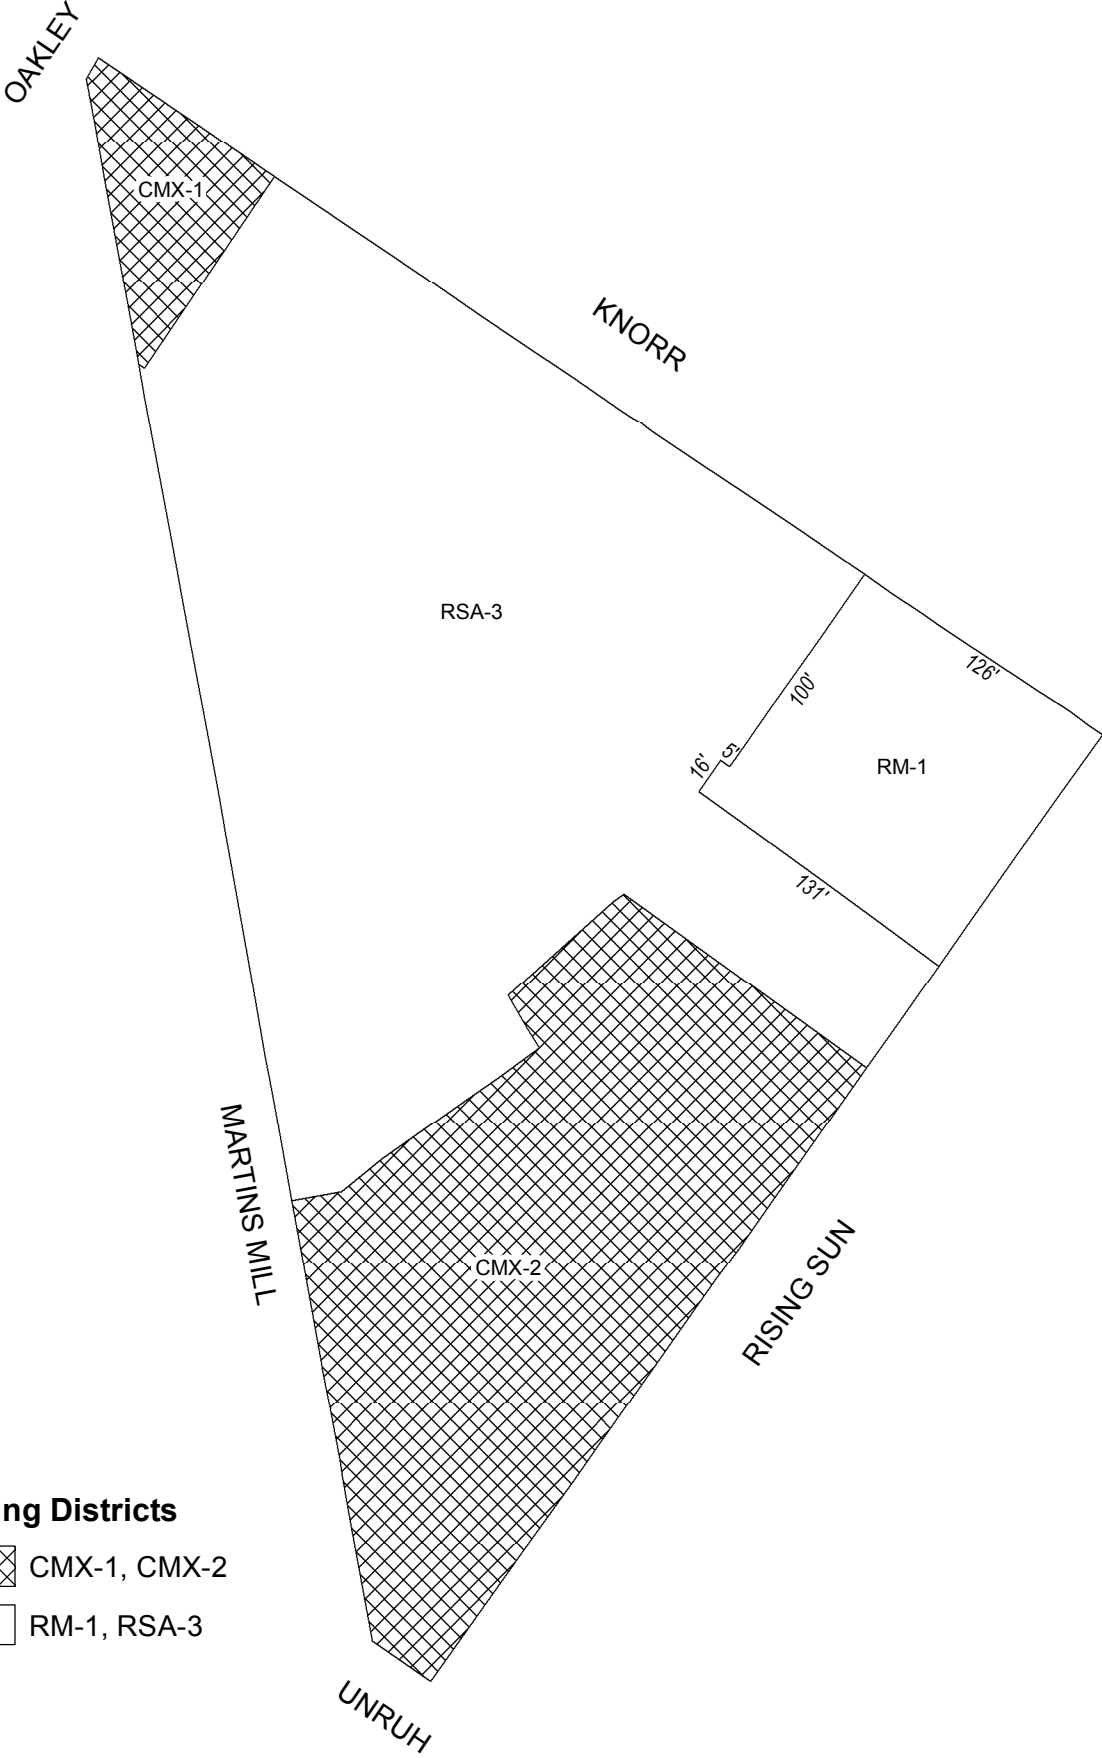 OAKLEY
CMX-1
KNORR
RSA-3
126'
100'
RM-1
5'
16'
131'
MARTINS MILL
CMX-2
RISING SUN
ng Districts
CMX-1, CMX-2
RM-1, RSA-3
UNRUH